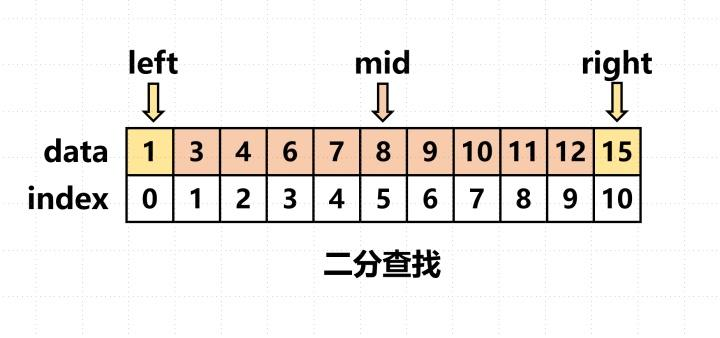 left mid right
data 1 3 4 6 7 8 9 10 11 12 15
index 0 1 2 3 4 5 6 7 8 9 10
二分查找